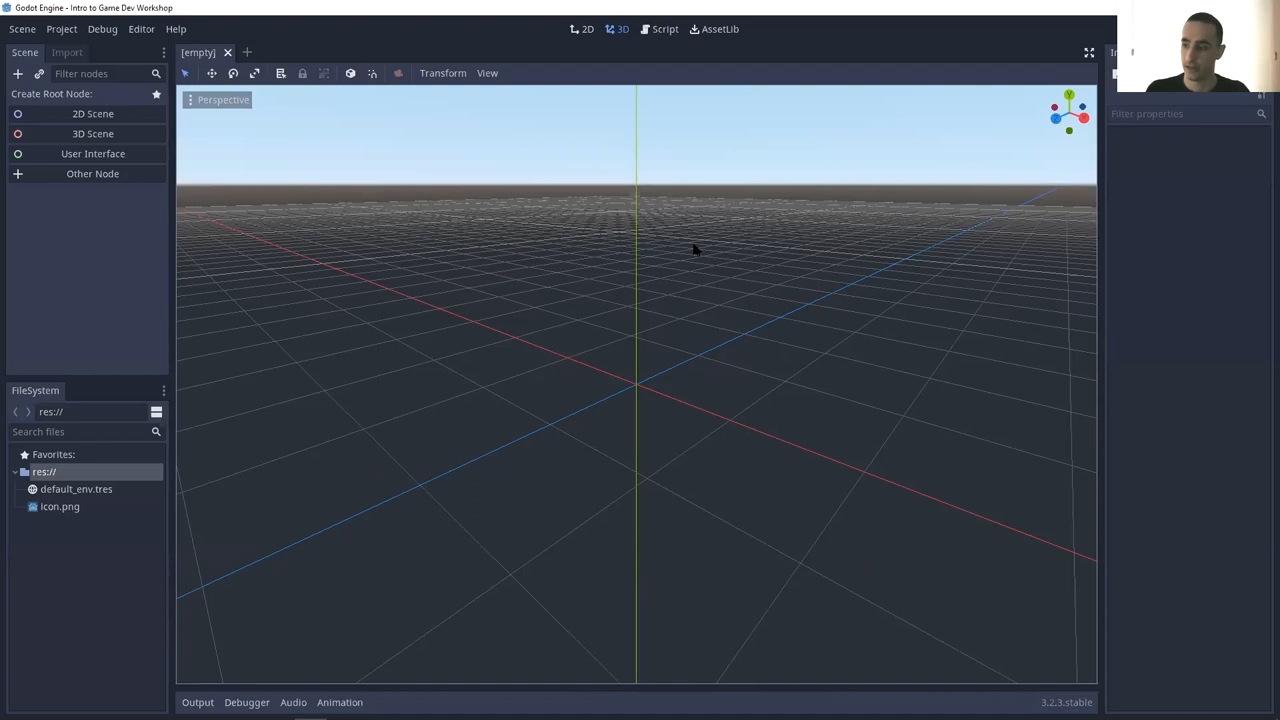 Godot Engine - Intro to Game Dev Workshop
Scene Project Debug Editor Help
2D 3D Script AssetLib
Scene Import
[empty]
Filter nodes
Transform View
Create Root Node:
2D Scene
3D Scene
User Interface
Other Node
Perspective
Y
X
Z
Filter properties
FileSystem
res://
Search files
Favorites:
res://
default_env.tres
icon.png
Output Debugger Audio Animation
3.2.3.stable